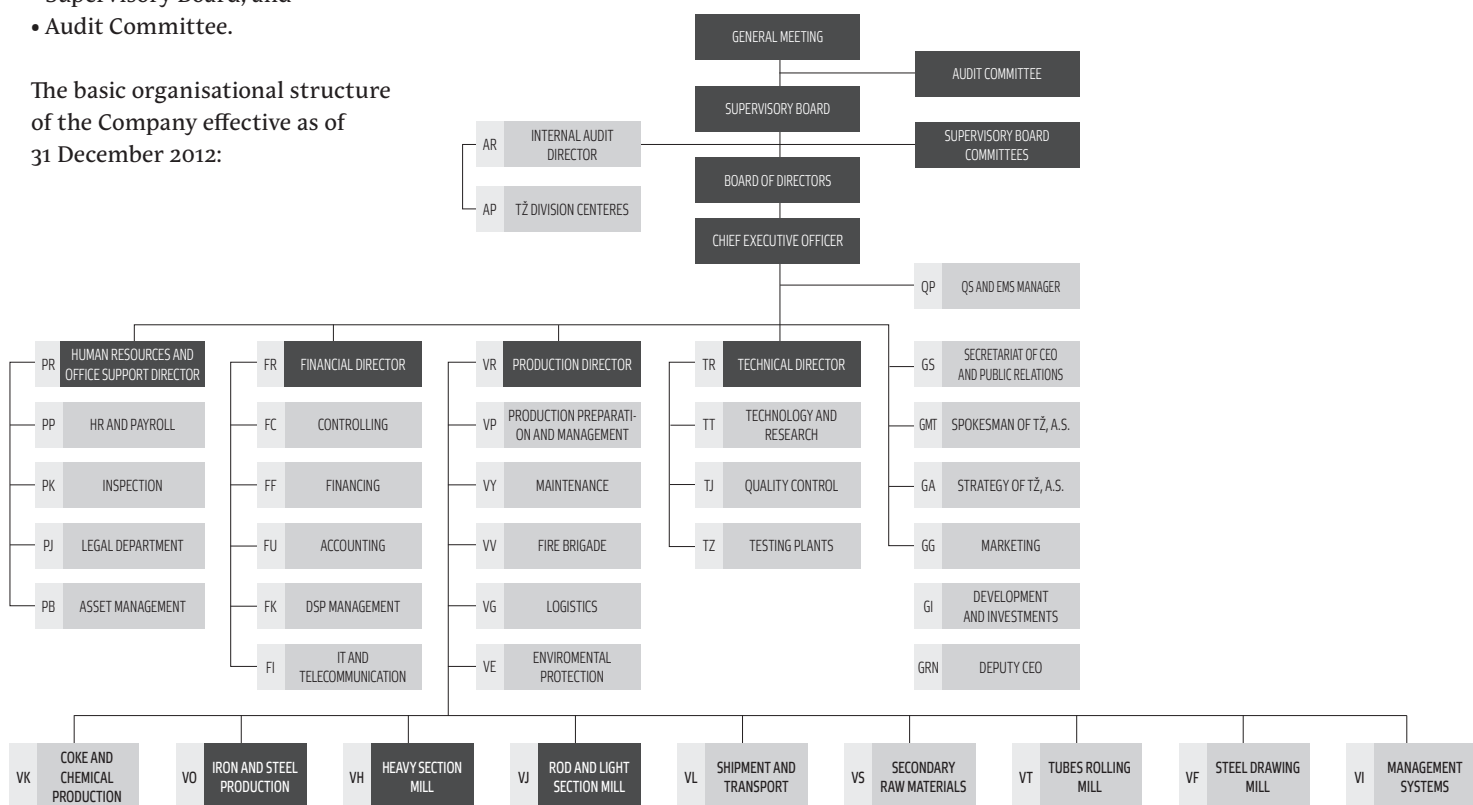 • Supervisory Board, and
• Audit Committee.
The basic organisational structure
of the Company effective as of
31 December 2012:
GENERAL MEETING
AUDIT COMMITTEE
SUPERVISORY BOARD
AR
INTERNAL AUDIT
DIRECTOR
SUPERVISORY BOARD
COMMITTEES
BOARD OF DIRECTORS
AP
TŽ DIVISION CENTERES
CHIEF EXECUTIVE OFFICER
QP
QS AND EMS MANAGER
PR
HUMAN RESOURCES AND
OFFICE SUPPORT DIRECTOR
FR
FINANCIAL DIRECTOR
VR
PRODUCTION DIRECTOR
TR
TECHNICAL DIRECTOR
GS
SECRETARIAT OF CEO
AND PUBLIC RELATIONS
PP
HR AND PAYROLL
FC
CONTROLLING
VP
PRODUCTION PREPARATI-
ON AND MANAGEMENT
TT
TECHNOLOGY AND
RESEARCH
GMT
SPOKESMAN OF TŽ, A.S.
PK
INSPECTION
FF
FINANCING
VY
MAINTENANCE
TJ
QUALITY CONTROL
GA
STRATEGY OF TŽ, A.S.
PJ
LEGAL DEPARTMENT
FU
ACCOUNTING
VV
FIRE BRIGADE
TZ
TESTING PLANTS
GG
MARKETING
PB
ASSET MANAGEMENT
FK
DSP MANAGEMENT
VG
LOGISTICS
GI
DEVELOPMENT
AND INVESTMENTS
FI
IT AND
TELECOMMUNICATION
VE
ENVIROMENTAL
PROTECTION
GRN
DEPUTY CEO
VK
COKE AND
CHEMICAL
PRODUCTION
VO
IRON AND STEEL
PRODUCTION
VH
HEAVY SECTION
MILL
VJ
ROD AND LIGHT
SECTION MILL
VL
SHIPMENT AND
TRANSPORT
VS
SECONDARY
RAW MATERIALS
VT
TUBES ROLLING
MILL
VF
STEEL DRAWING
MILL
VI
MANAGEMENT
SYSTEMS